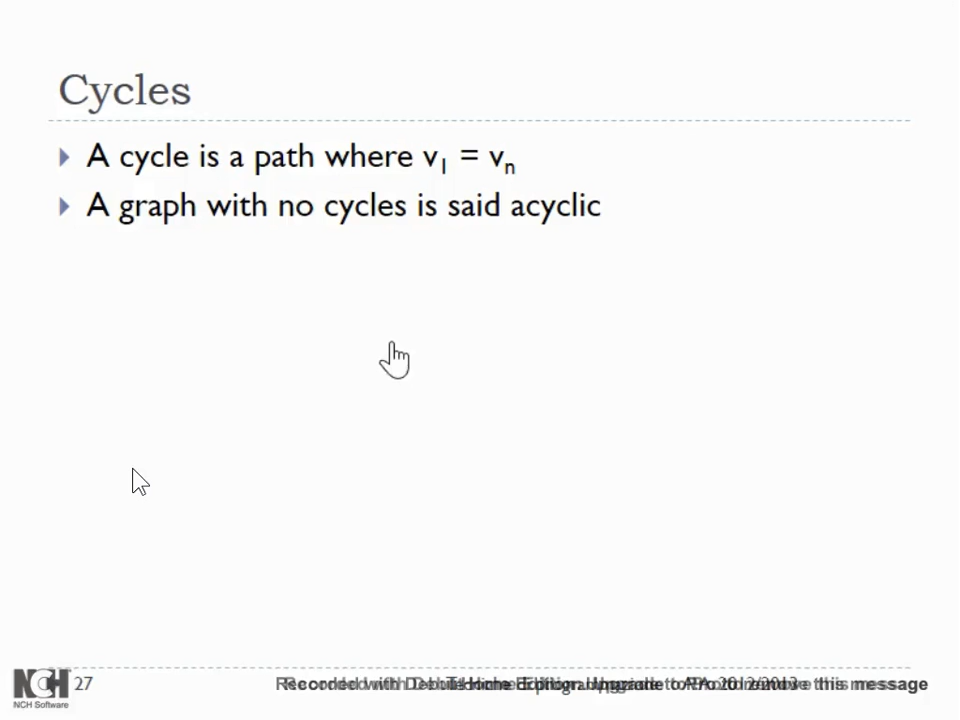 Cycles
A cycle is a path where v1 = vn
A graph with no cycles is said acyclic
NCH
NCH Software
27
Recorded with Debut Home Edition. Upgrade to Pro to remove this message